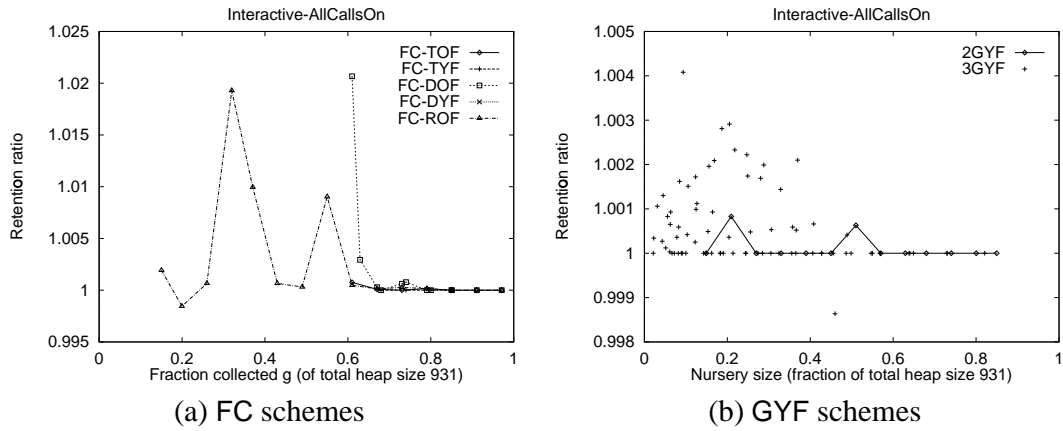 Interactive-AllCallsOn
1.025
1.02
1.015
1.01
1.005
1
0.995
Retention ratio
FC-TOF
FC-TYF
FC-DOF
FC-DYF
FC-ROF
0 0.2 0.4 0.6 0.8 1
Fraction collected g (of total heap size 931)
(a) FC schemes
Interactive-AllCallsOn
1.005
1.004
1.003
1.002
1.001
1
0.999
0.998
Retention ratio
2GYF
3GYF
0 0.2 0.4 0.6 0.8 1
Nursery size (fraction of total heap size 931)
(b) GYF schemes